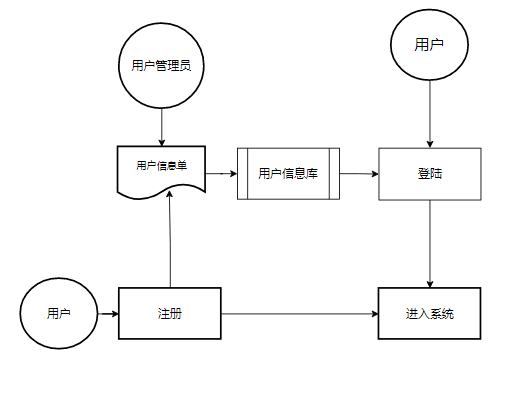 用户
用户管理员
用户信息单
用户信息库
登陆
用户
注册
进入系统